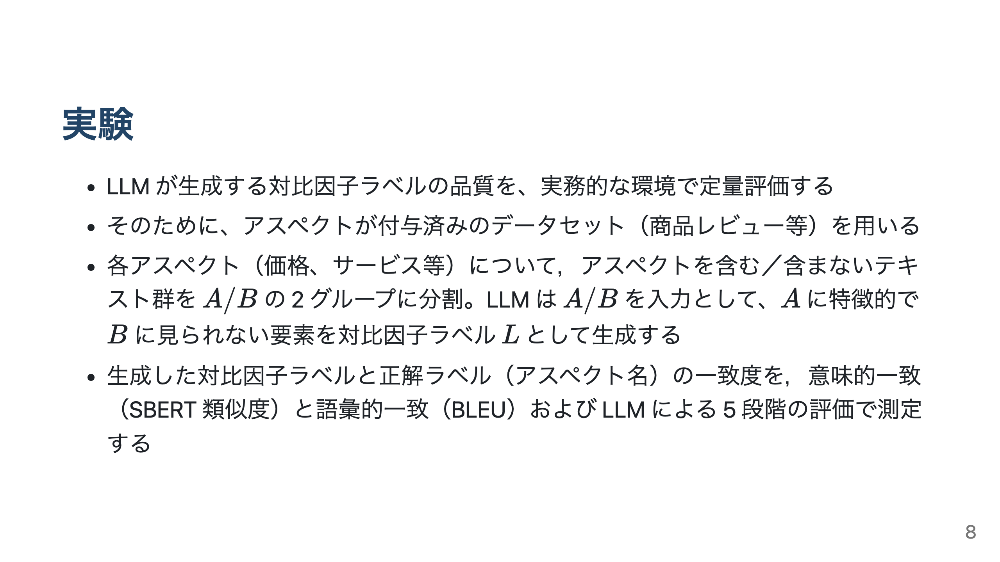 実験
• LLM が生成する対比因子ラベルの品質を、実務的な環境で定量評価する
• そのために、アスペクトが付与済みのデータセット（商品レビュー等）を用いる
• 各アスペクト（価格、サービス等）について，アスペクトを含む／含まないテキ
スト群を A/B の 2 グループに分割。LLM は A/B を入力として、A に特徴的で
B に見られない要素を対比因子ラベル L として生成する
• 生成した対比因子ラベルと正解ラベル（アスペクト名）の一致度を，意味的一致
（SBERT 類似度）と語彙的一致（BLEU）および LLM による 5 段階の評価で測定
する
8